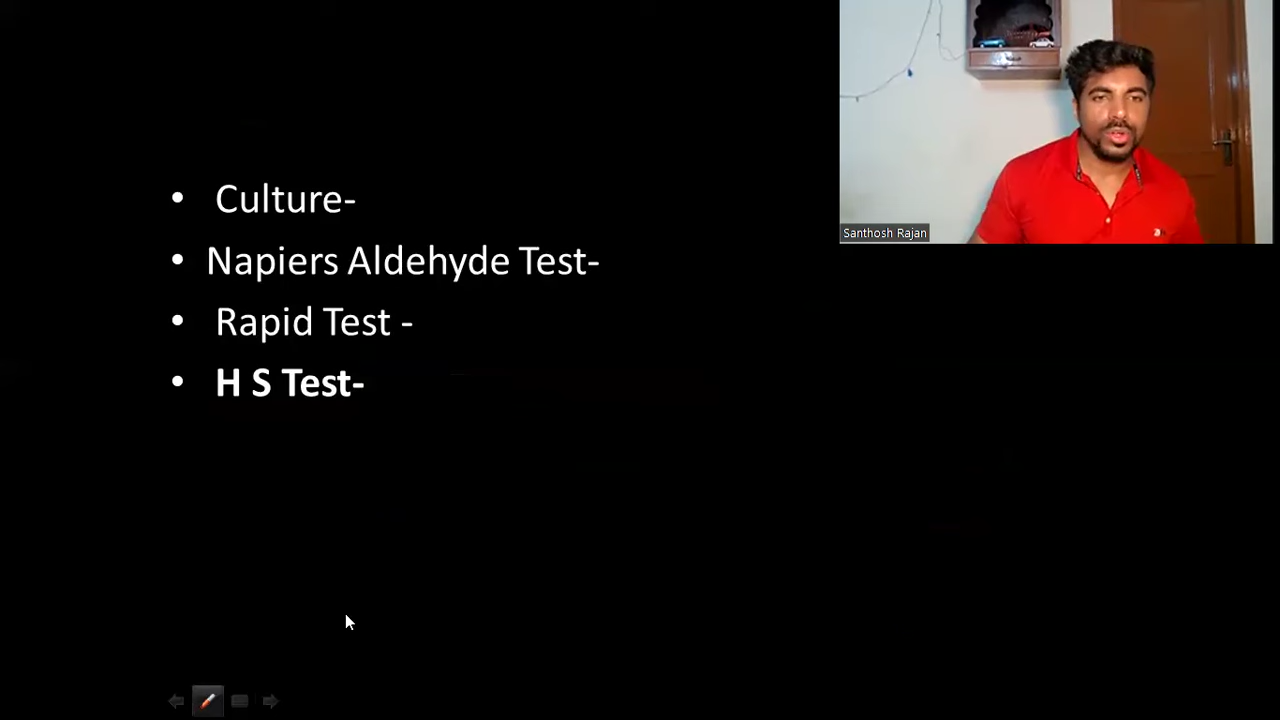 Culture-
Napiers Aldehyde Test-
Rapid Test -
H S Test-
Santhosh Rajan